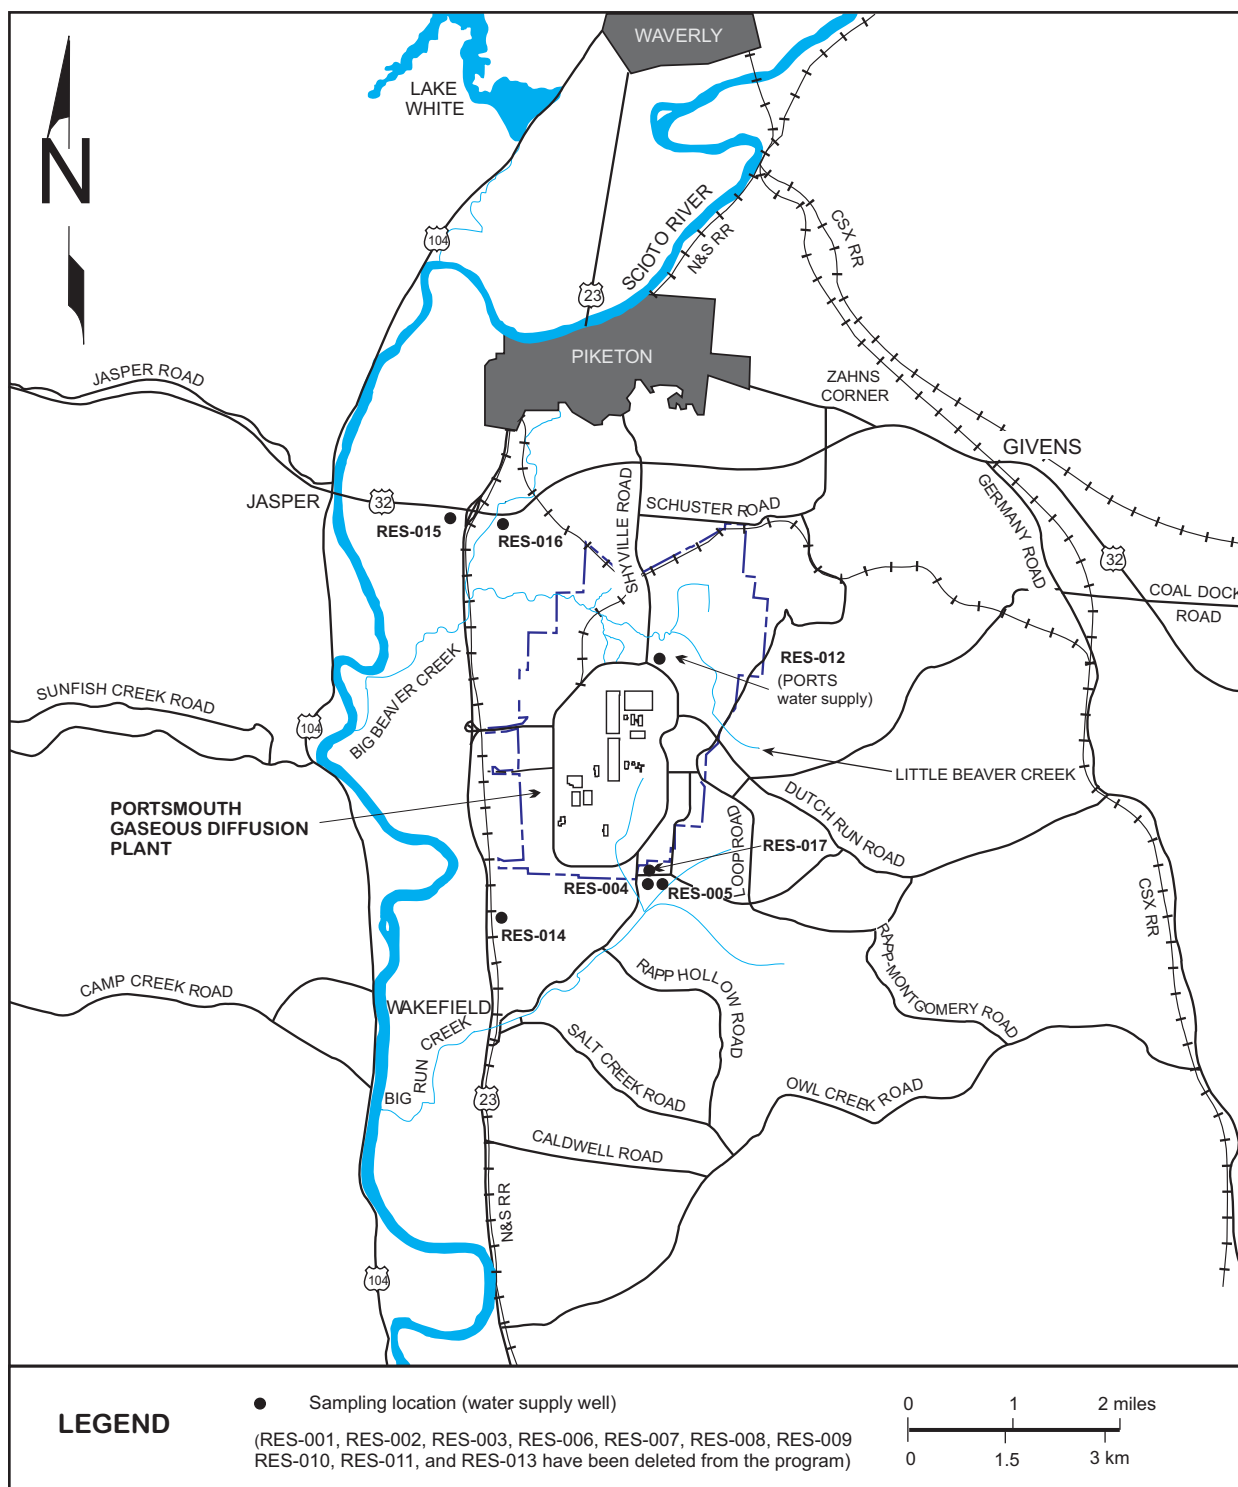 WAVERLY
LAKE
WHITE
N
SCIOTO RIVER
N&S RR
CSX RR
104
23
PIKETON
JASPER ROAD
ZAHNS
CORNER
GIVENS
JASPER
32
RES-015
RES-016
SHYVILLE ROAD
SCHUSTER ROAD
GERMANY ROAD
32
COAL DOCK
ROAD
RES-012
(PORTS
water supply)
SUNFISH CREEK ROAD
104
BIG BEAVER CREEK
LITTLE BEAVER CREEK
PORTSMOUTH
GASEOUS DIFFUSION
PLANT
DUTCH RUN ROAD
LOOP ROAD
RES-017
RES-004
RES-005
RES-014
CSX RR
RAPP-MONTGOMERY ROAD
RAPP HOLLOW ROAD
CAMP CREEK ROAD
WAKEFIELD
BIG RUN CREEK
SALT CREEK ROAD
OWL CREEK ROAD
23
CALDWELL ROAD
N&S RR
104
LEGEND
Sampling location (water supply well)
(RES-001, RES-002, RES-003, RES-006, RES-007, RES-008, RES-009
RES-010, RES-011, and RES-013 have been deleted from the program)
0 1 2 miles
0 1.5 3 km